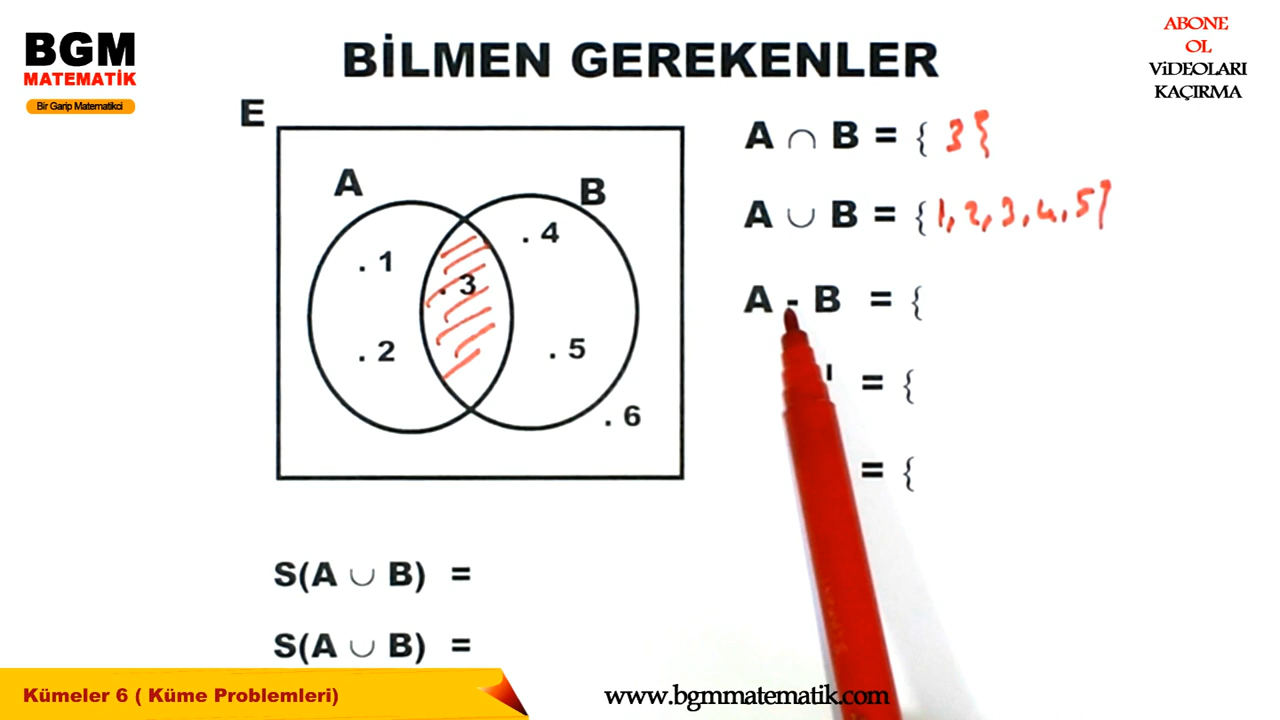 BGM
MATEMATİK
Bir Garip Matematikci
BİLMEN GEREKENLER
ABONE
OL
ViDEOLARI
KAÇIRMA
E
A
B
. 1
. 2
. 3
. 4
. 5
. 6
A ∩ B = { 3 }
A ∪ B = { 1, 2, 3, 4, 5 }
A - B = {
' = {
= {
S(A ∪ B) =
S(A ∪ B) =
Kümeler 6 ( Küme Problemleri)
www.bgmmatematik.com